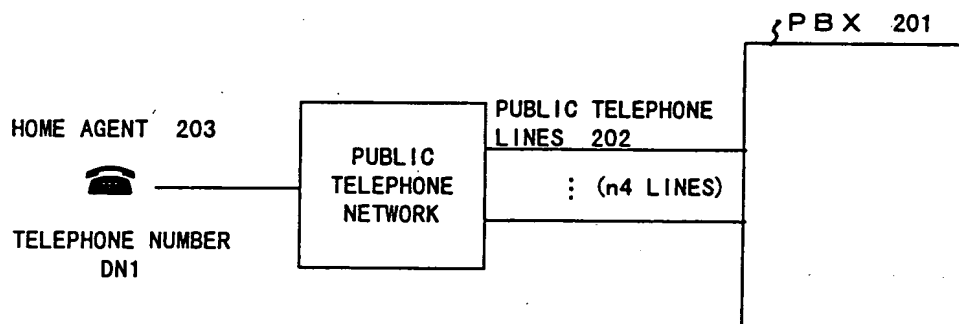 PBX 201
HOME AGENT 203
TELEPHONE NUMBER
DN1
PUBLIC
TELEPHONE
NETWORK
PUBLIC TELEPHONE
LINES 202
⋮ (n4 LINES)